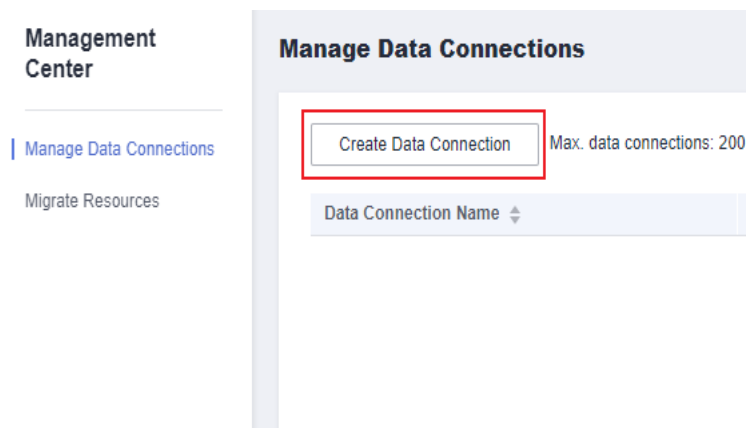 Management
Center
Manage Data Connections
Migrate Resources
Manage Data Connections
Create Data Connection
Max. data connections: 200
Data Connection Name